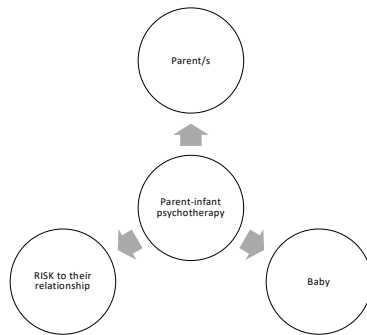 Parent/s
Parent-infant
psychotherapy
RISK to their
relationship
Baby